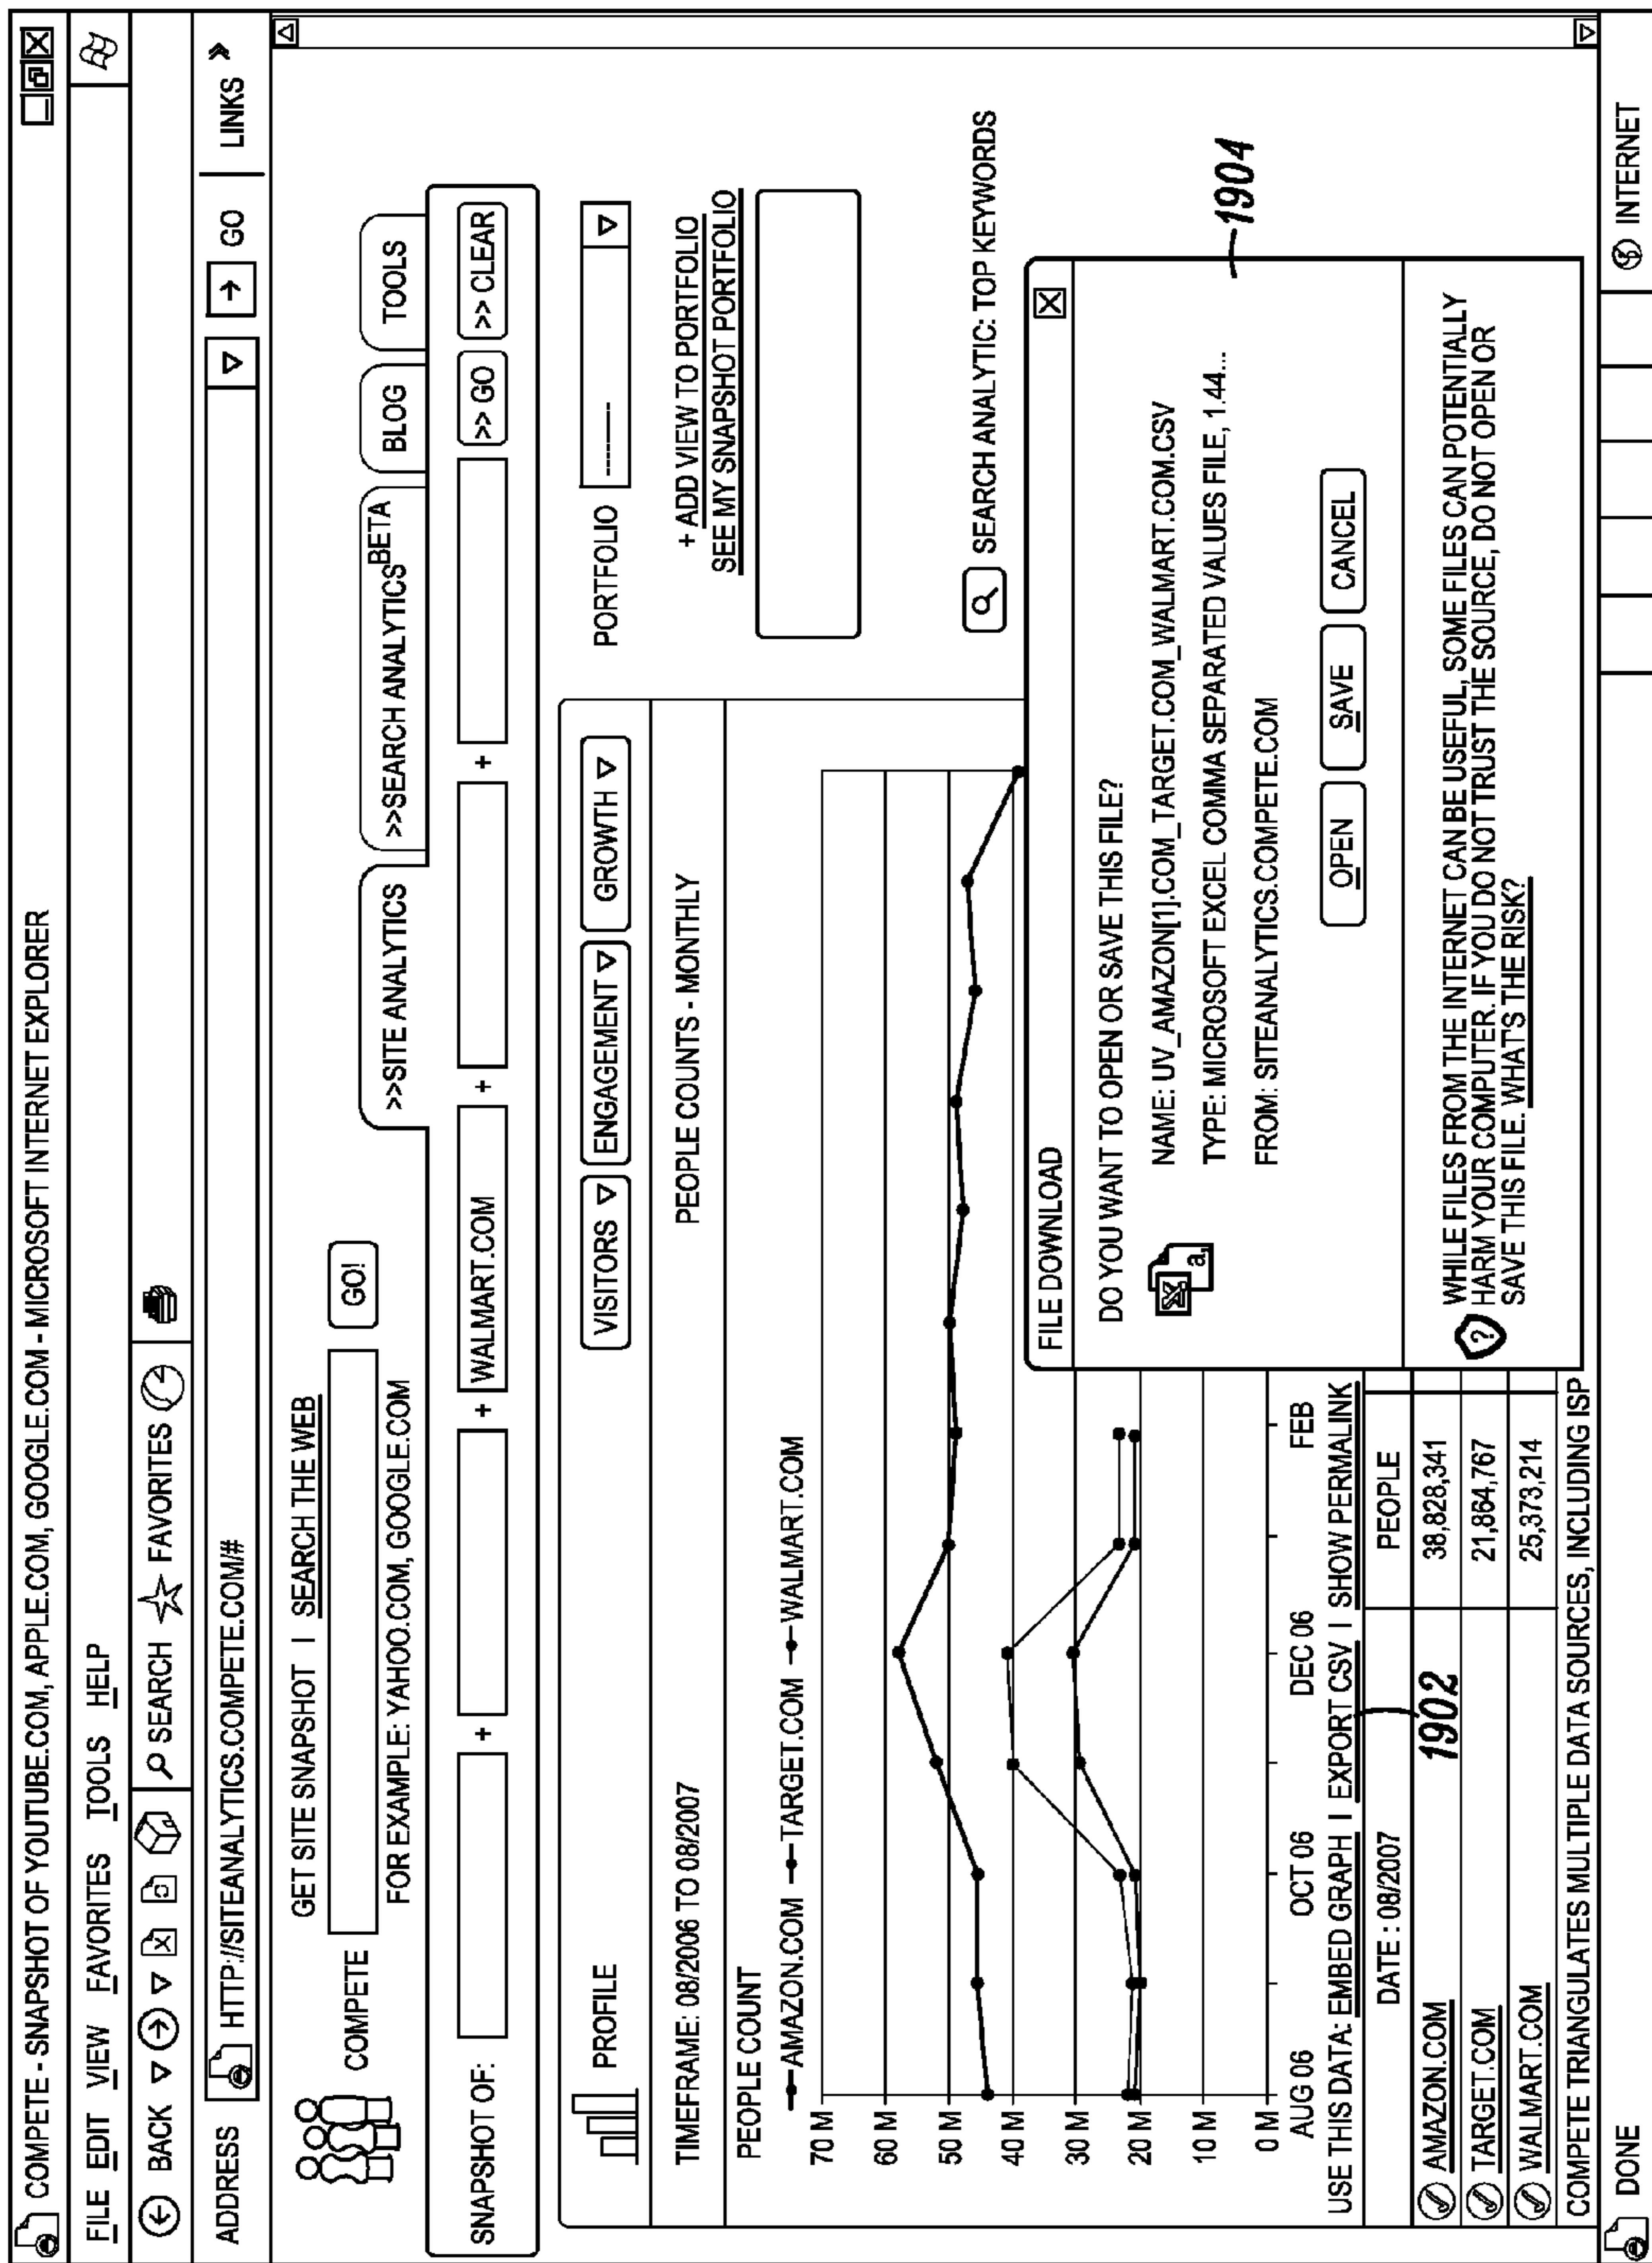 COMPETE - SNAPSHOT OF YOUTUBE.COM, APPLE.COM, GOOGLE.COM - MICROSOFT INTERNET EXPLORER
FILE EDIT VIEW FAVORITES TOOLS HELP
BACK SEARCH FAVORITES
ADDRESS HTTP://SITEANALYTICS.COMPETE.COM/# GO LINKS »
GET SITE SNAPSHOT | SEARCH THE WEB
COMPETE GO!
FOR EXAMPLE: YAHOO.COM, GOOGLE.COM
>>SITE ANALYTICS >>SEARCH ANALYTICS BETA BLOG TOOLS
SNAPSHOT OF: + + WALMART.COM + + >> GO >> CLEAR
PROFILE VISITORS ENGAGEMENT GROWTH
PORTFOLIO -------
TIMEFRAME: 08/2006 TO 08/2007 PEOPLE COUNTS - MONTHLY
+ ADD VIEW TO PORTFOLIO
SEE MY SNAPSHOT PORTFOLIO
PEOPLE COUNT
AMAZON.COM TARGET.COM WALMART.COM
70 M
60 M
50 M
40 M
30 M
20 M
10 M
0 M
AUG 06 OCT 06 DEC 06 FEB
SEARCH ANALYTIC: TOP KEYWORDS
USE THIS DATA: EMBED GRAPH | EXPORT CSV | SHOW PERMALINK
1902
DATE : 08/2007 PEOPLE
AMAZON.COM 38,828,341
TARGET.COM 21,864,767
WALMART.COM 25,373,214
COMPETE TRIANGULATES MULTIPLE DATA SOURCES, INCLUDING ISP
1904
FILE DOWNLOAD
DO YOU WANT TO OPEN OR SAVE THIS FILE?
NAME: UV_AMAZON[1].COM_TARGET.COM_WALMART.COM.CSV
TYPE: MICROSOFT EXCEL COMMA SEPARATED VALUES FILE, 1.44...
FROM: SITEANALYTICS.COMPETE.COM
a,
OPEN SAVE CANCEL
? WHILE FILES FROM THE INTERNET CAN BE USEFUL, SOME FILES CAN POTENTIALLY
HARM YOUR COMPUTER. IF YOU DO NOT TRUST THE SOURCE, DO NOT OPEN OR
SAVE THIS FILE. WHAT'S THE RISK?
DONE INTERNET